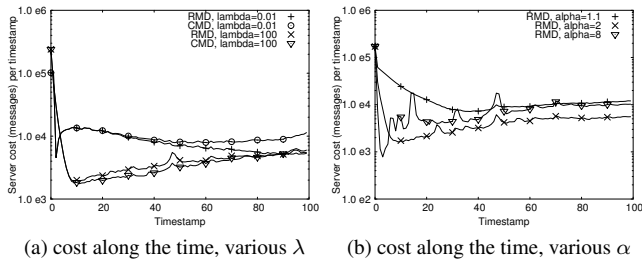 RMD, lambda=0.01
CMD, lambda=0.01
RMD, lambda=100
CMD, lambda=100
Server cost (messages) per timestamp
1.0 e5
1.0 e4
1.0 e3
0 20 40 60 80 100
Timestamp
(a) cost along the time, various λ
RMD, alpha=1.1
RMD, alpha=2
RMD, alpha=8
Server cost (messages) per timestamp
1.0 e6
1.0 e5
1.0 e4
1.0 e3
1.0 e2
0 20 40 60 80 100
Timestamp
(b) cost along the time, various α